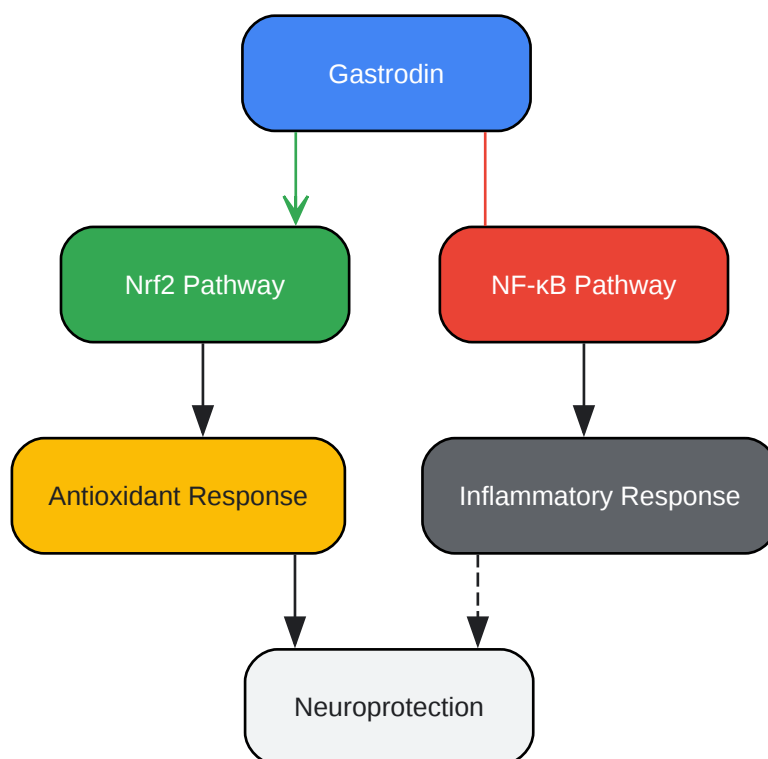 Gastrodin
Nrf2 Pathway
NF-κB Pathway
Antioxidant Response
Inflammatory Response
Neuroprotection